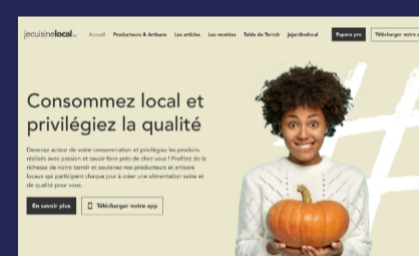 jecuisinelocal
Accueil Producteurs & Artisans Les articles Les recettes Table de Terroir Jejardinelocal Espace pro Télécharger notre
Consommez local et
privilégiez la qualité
Devenez acteur de votre consommation et privilégiez les produits
réalisés avec passion et savoir-faire près de chez vous ! Profitez de la
richesse de notre terroir et soutenez nos producteurs et artisans
locaux qui participent chaque jour à créer une alimentation saine et
de qualité pour vous.
En savoir plus Télécharger notre app